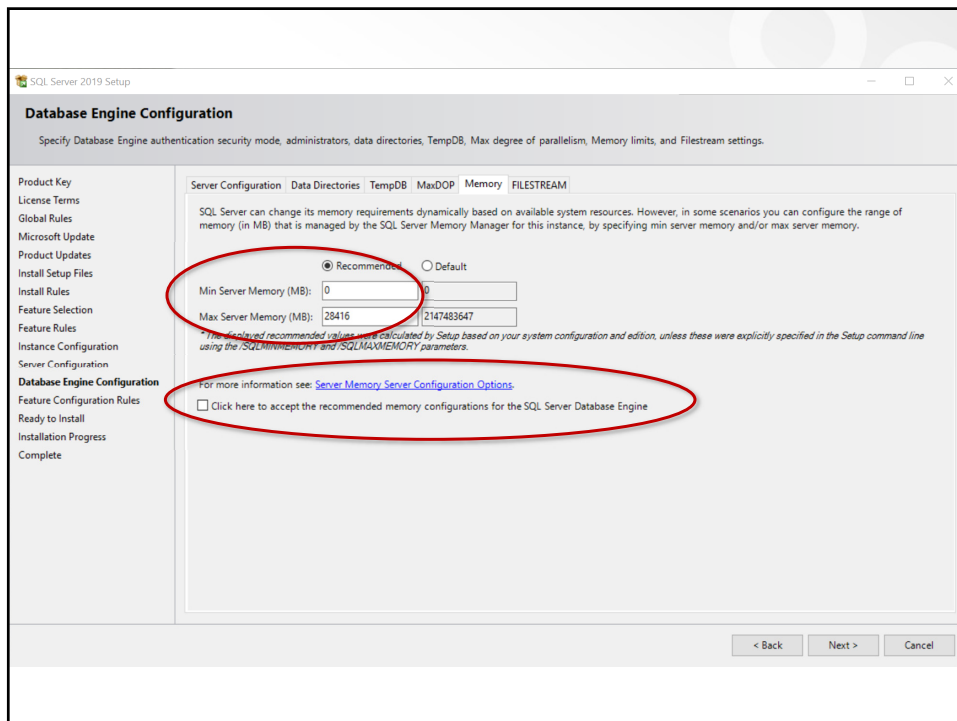 SQL Server 2019 Setup
Database Engine Configuration
Specify Database Engine authentication security mode, administrators, data directories, TempDB, Max degree of parallelism, Memory limits, and Filestream settings.
Product Key
License Terms
Global Rules
Microsoft Update
Product Updates
Install Setup Files
Install Rules
Feature Selection
Feature Rules
Instance Configuration
Server Configuration
Database Engine Configuration
Feature Configuration Rules
Ready to Install
Installation Progress
Complete
Server Configuration Data Directories TempDB MaxDOP Memory FILESTREAM
SQL Server can change its memory requirements dynamically based on available system resources. However, in some scenarios you can configure the range of
memory (in MB) that is managed by the SQL Server Memory Manager for this instance, by specifying min server memory and/or max server memory.
Recommended Default
Min Server Memory (MB): 0 0
Max Server Memory (MB): 28416 2147483647
* The displayed recommended values were calculated by Setup based on your system configuration and edition, unless these were explicitly specified in the Setup command line
using the /SQLMINMEMORY and /SQLMAXMEMORY parameters.
For more information see: Server Memory Server Configuration Options.
Click here to accept the recommended memory configurations for the SQL Server Database Engine
< Back Next > Cancel